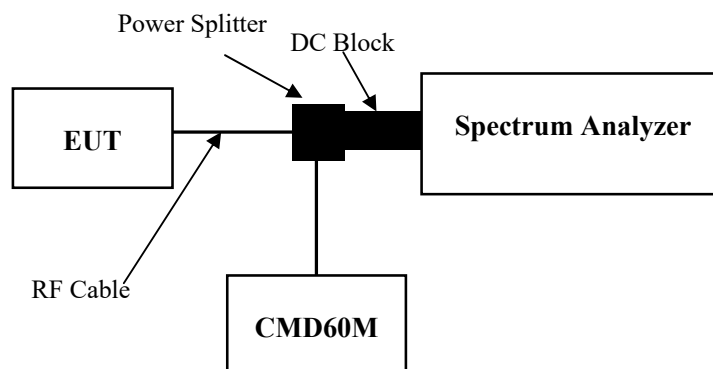 Power Splitter
DC Block
EUT
Spectrum Analyzer
RF Cable
CMD60M